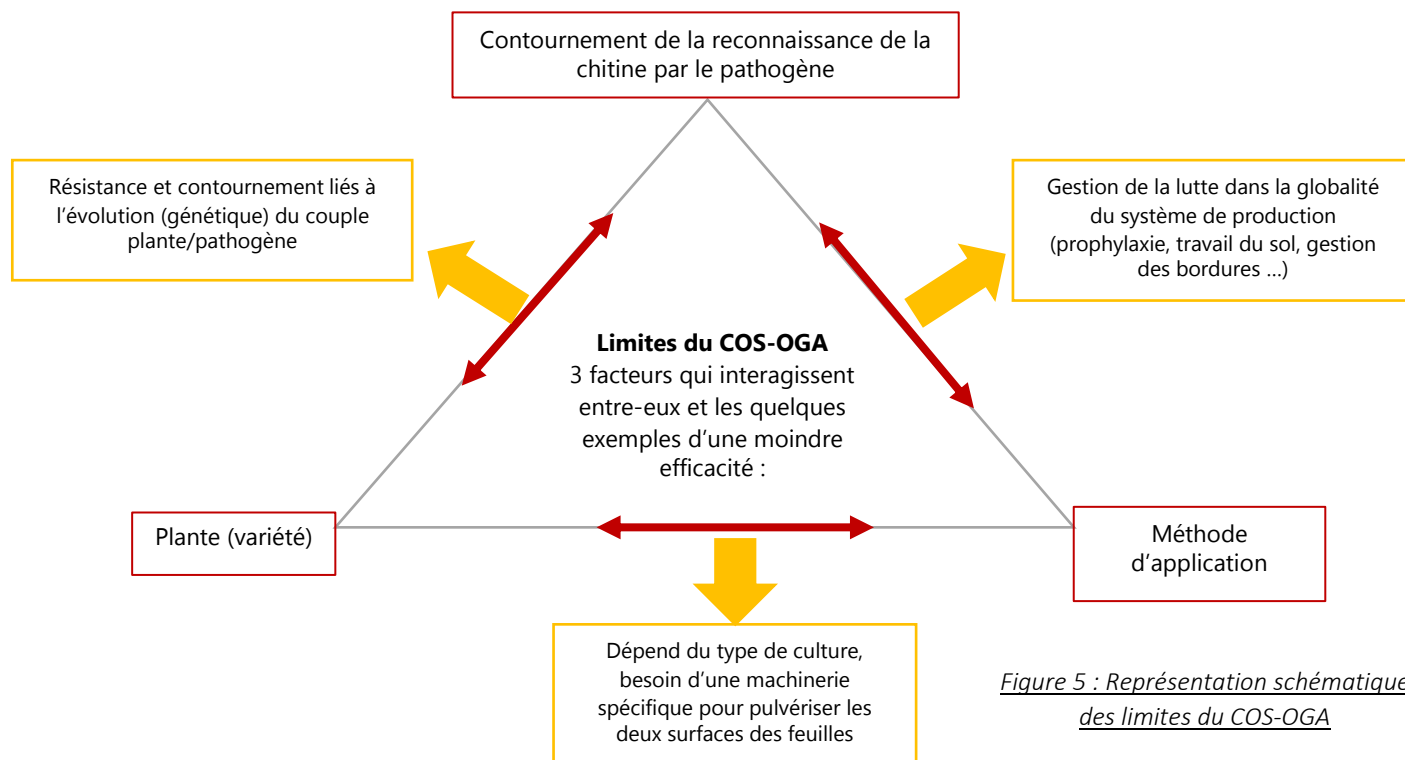 Contournement de la reconnaissance de la
chitine par le pathogène
Résistance et contournement liés à
l'évolution (génétique) du couple
plante/pathogène
Gestion de la lutte dans la globalité
du système de production
(prophylaxie, travail du sol, gestion
des bordures ...)
Limites du COS-OGA
3 facteurs qui interagissent
entre-eux et les quelques
exemples d'une moindre
efficacité :
Plante (variété)
Méthode
d'application
Dépend du type de culture,
besoin d'une machinerie
spécifique pour pulvériser les
deux surfaces des feuilles
Figure 5 : Représentation schématique
des limites du COS-OGA